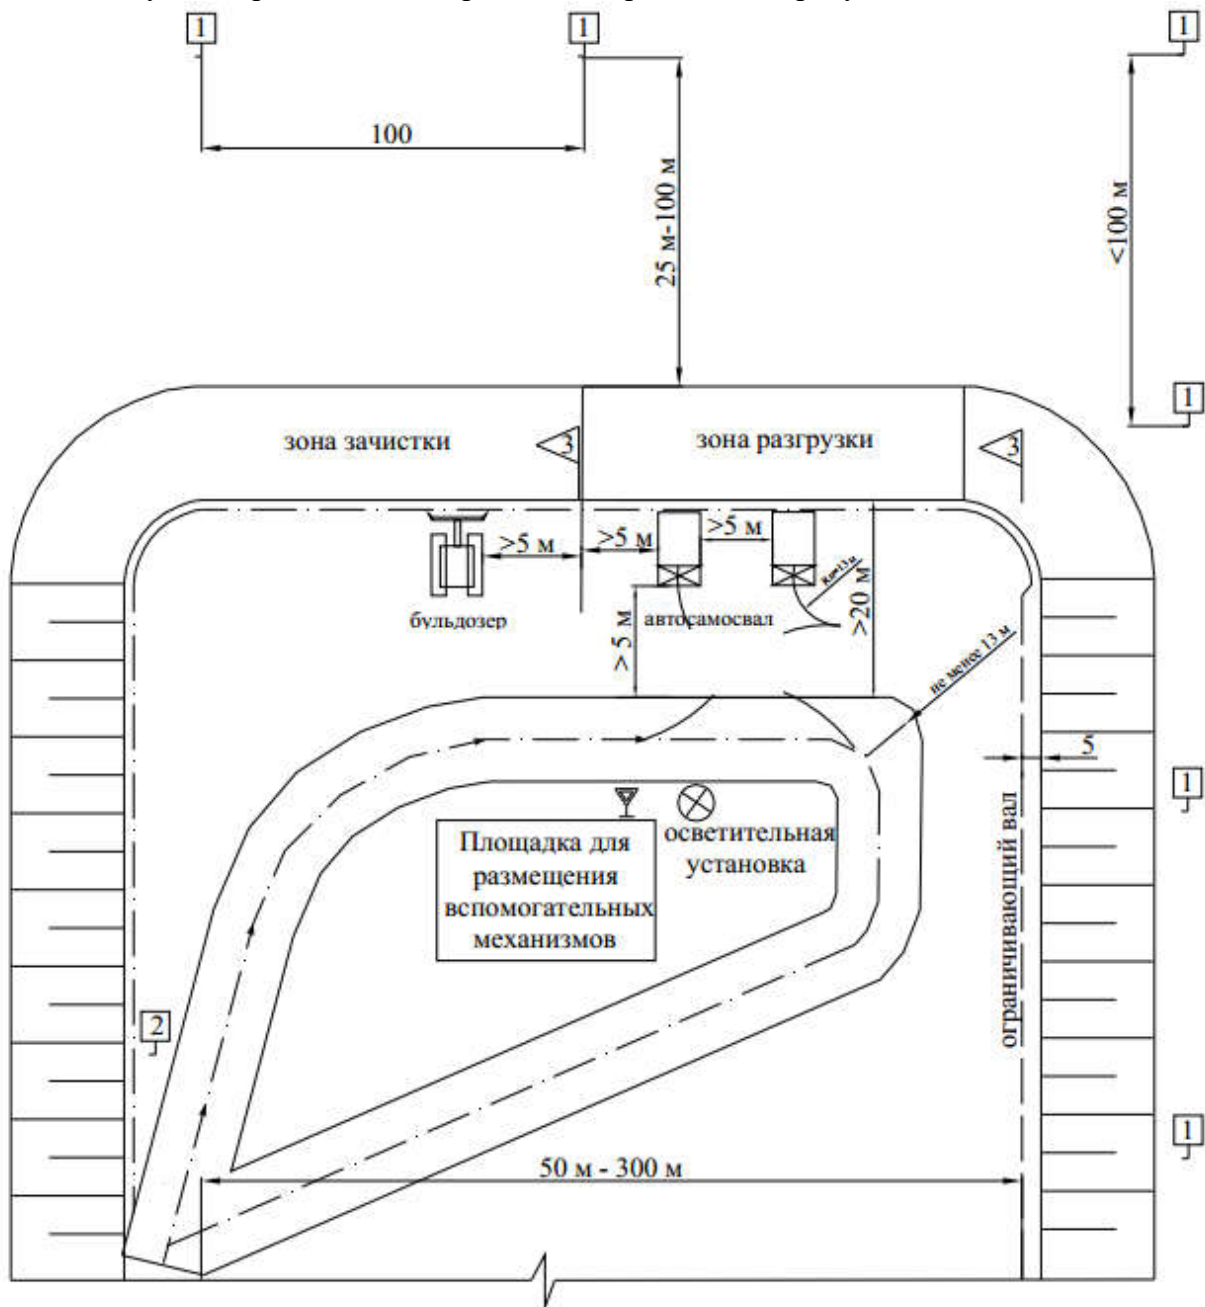 1
1
1
100
25 м-100 м
<100 м
1
зона зачистки
3
зона разгрузки
3
>5 м
>5 м
>5 м
Rп=13 м
>20 м
бульдозер
автосамосвал
> 5 м
не менее 13 м
5
1
Площадка для
размещения
вспомогательных
механизмов
осветительная
установка
ограничивающий вал
2
1
50 м - 300 м